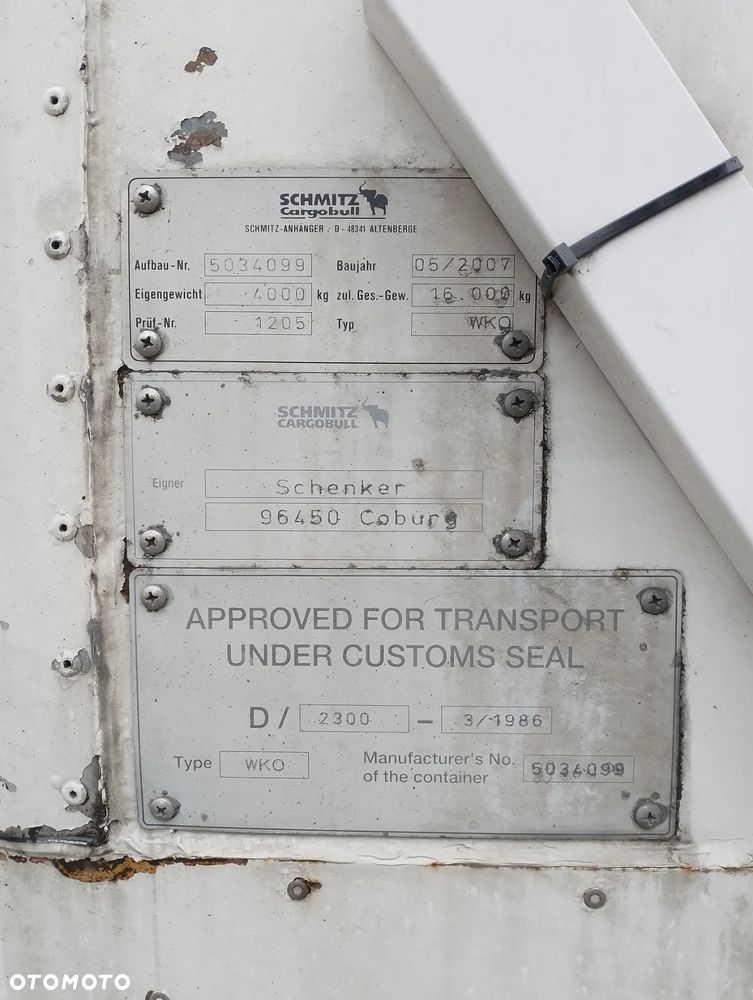 SCHMITZ
Cargobull
SCHMITZ-ANHÄNGER . D - 48341 ALTENBERGE
Aufbau-Nr. 5034099 Baujahr 05/2007
Eigengewicht 4000 kg zul. Ges.-Gew. 16 000 kg
Prüf-Nr. 1205 Typ WKO
SCHMITZ
CARGOBULL
Eigner Schenker
96450 Coburg
APPROVED FOR TRANSPORT
UNDER CUSTOMS SEAL
D/ 2300 - 3/1986
Type WKO Manufacturer's No. of the container 5034099
OTOMOTO